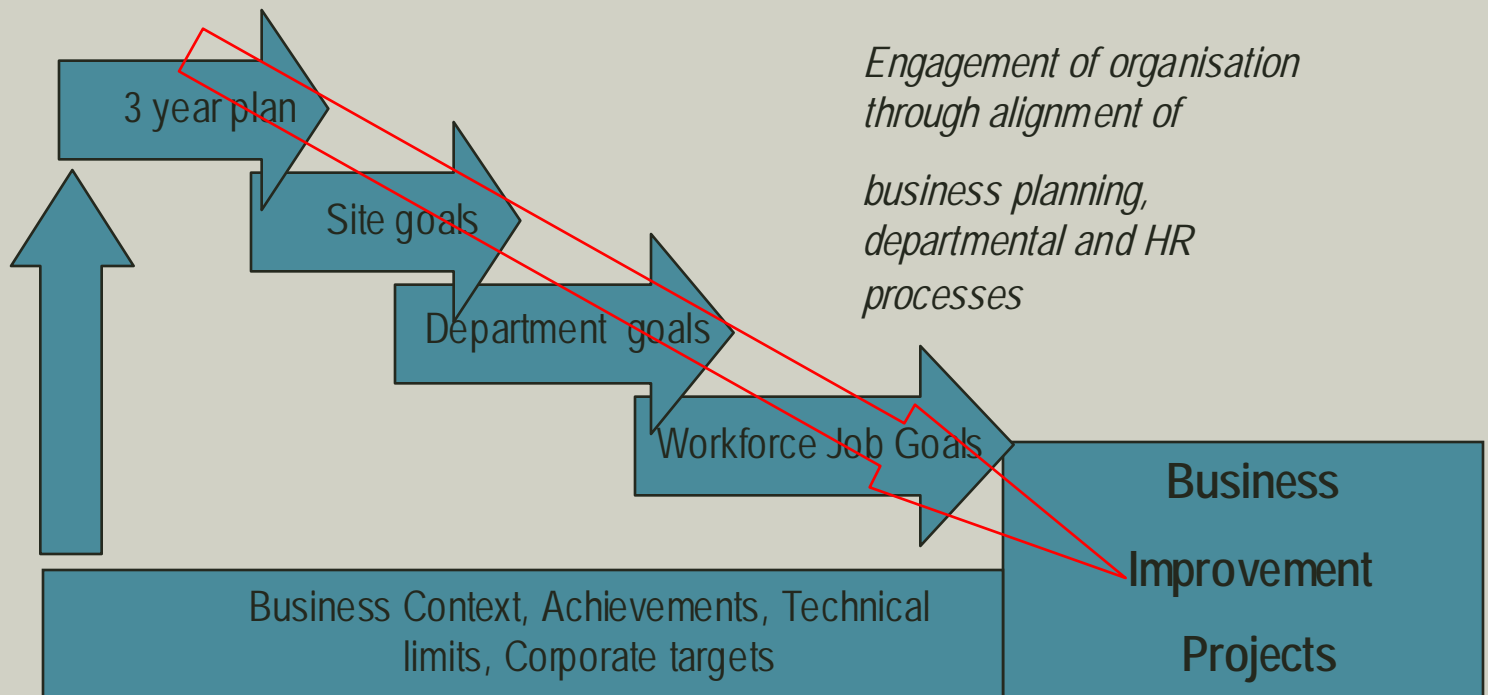 3 year plan
Engagement of organisation
through alignment of
business planning,
departmental and HR
processes
Site goals
Department goals
Workforce Job Goals
Business
Improvement
Projects
Business Context, Achievements, Technical
limits, Corporate targets